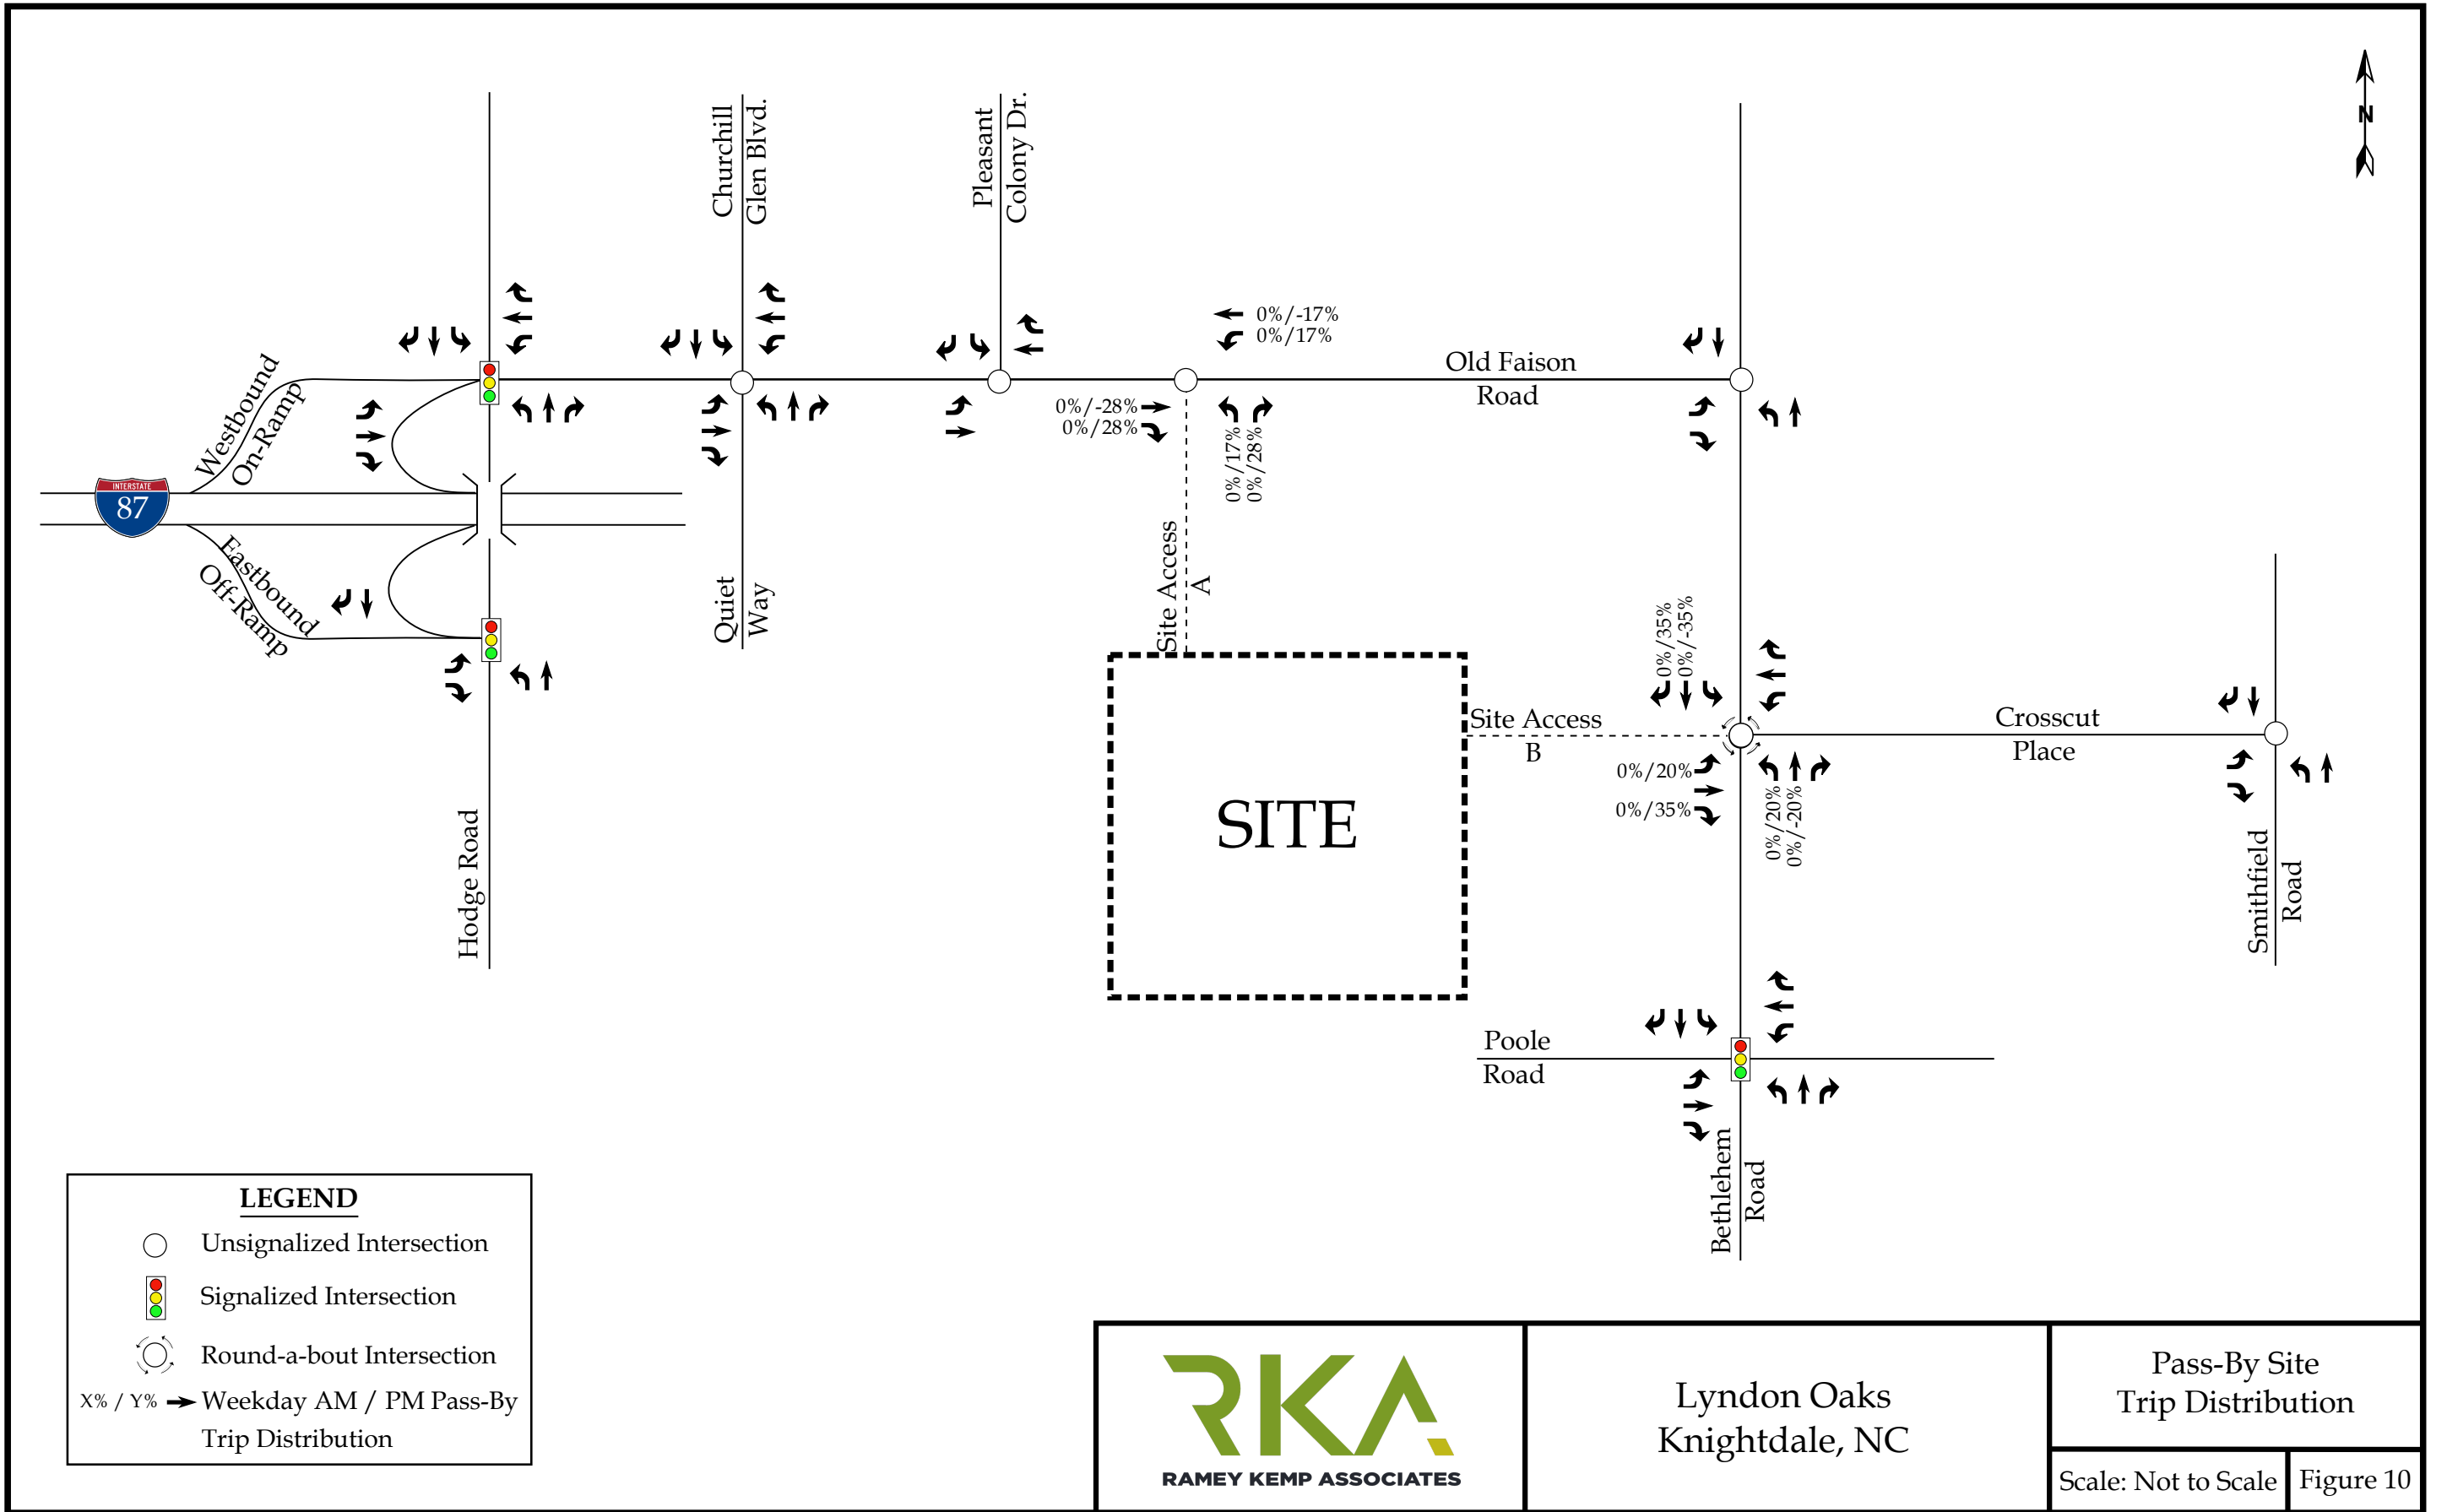 N
Churchill
Glen Blvd.
Pleasant
Colony Dr.
0%/-17%
0%/17%
Old Faison
Road
0%/-28%
0%/28%
0%/17%
0%/28%
Westbound
On-Ramp
INTERSTATE
87
Eastbound
Off-Ramp
Quiet
Way
Site Access
A
0%/35%
0%/-35%
Site Access
B
Crosscut
Place
0%/20%
0%/35%
0%/20%
0%/-20%
SITE
Hodge Road
Smithfield
Road
Poole
Road
Bethlehem
Road
LEGEND
Unsignalized Intersection
Signalized Intersection
Round-a-bout Intersection
X% / Y% Weekday AM / PM Pass-By
Trip Distribution
RKA
RAMEY KEMP ASSOCIATES
Lyndon Oaks
Knightdale, NC
Pass-By Site
Trip Distribution
Scale: Not to Scale
Figure 10